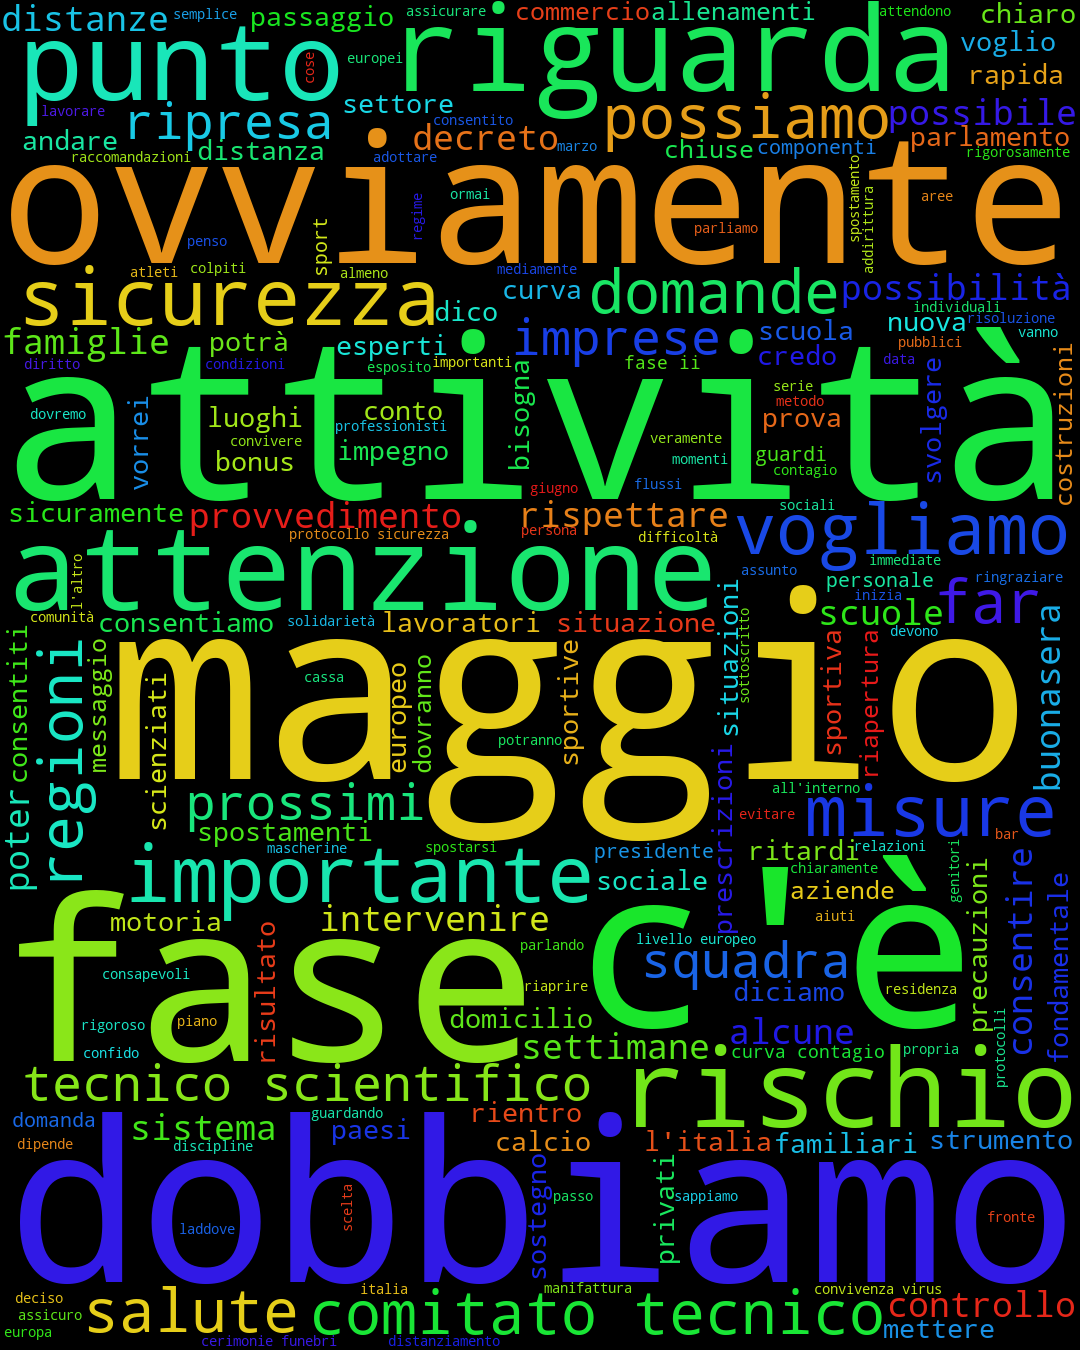 distanze
semplice
passaggio
assicurare
commercio
allenamenti
attendono
chiaro
punto
cose
europei
riguarda
voglio
rapida
lavorare
settore
consentito
possiamo
possibile
andare
ripresa
decreto
marzo
parlamento
raccomandazioni
distanza
adottare
chiuse
componenti
rigorosamente
ovviamente
ormai
regime
spostamento
addirittura
aree
penso
sport
parliamo
atleti
colpiti
almeno
mediamente
sicurezza
dico
curva
domande
possibilità
individuali
famiglie
potrà
esperti
imprese
scuola
nuova
risoluzione
vanno
pubblici
diritto
condizioni
esposito
importanti
fase ii
credo
data
attività
costruzioni
dovremo
vorrei
luoghi
conto
bisogna
serie
metodo
prova
svolgere
convivere
professionisti
bonus
impegno
veramente
momenti
guardi
contagio
giugno
flussi
sicuramente
provvedimento
rispettare
sociali
vogliamo
protocollo sicurezza
persona
difficoltà
attenzione
l'altro
immediate
assunto
personale
ringraziare
inizia
far
comunità
consentiamo
solidarietà
lavoratori
situazione
situazioni
sottoscritto
scuole
devono
buonasera
consentiti
regioni
messaggio
scienziati
maggio
cassa
europeo
dovranno
potranno
sportive
sportiva
riapertura
poter
prossimi
all'interno
misure
evitare
bar
spostamenti
prescrizioni
mascherine
spostarsi
presidente
ritardi
relazioni
genitori
importante
sociale
chiaramente
aziende
precauzioni
consentire
fondamentale
fase
c'è
motoria
intervenire
aiuti
risultato
parlando
livello europeo
squadra
consapevoli
riaprire
diciamo
residenza
rigoroso
piano
domicilio
alcune
confido
settimane
curva contagio
propria
protocolli
tecnico scientifico
rischio
domanda
guardando
rientro
sistema
paesi
calcio
l'italia
familiari
strumento
dipende
discipline
dobbiamo
sostegno
privati
scelta
passo
sappiamo
laddove
fronte
deciso
italia
manifattura
convivenza virus
assicuro
salute
comitato tecnico
controllo
europa
mettere
cerimonie funebri
distanziamento